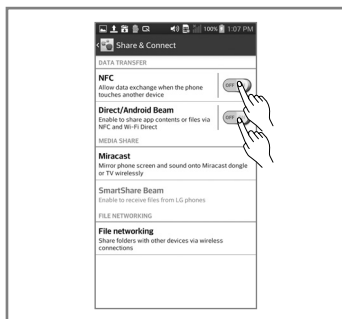 100% 1:07 PM
Share & Connect
DATA TRANSFER
NFC
Allow data exchange when the phone
touches another device
OFF
Direct/Android Beam
Enable to share app contents or files via
NFC and Wi-Fi Direct
OFF
MEDIA SHARE
Miracast
Mirror phone screen and sound onto Miracast dongle
or TV wirelessly
SmartShare Beam
Enable to receive files from LG phones
FILE NETWORKING
File networking
Share folders with other devices via wireless
connections